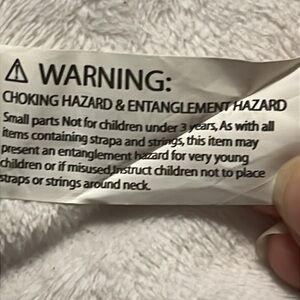 ⚠ WARNING:
CHOKING HAZARD & ENTANGLEMENT HAZARD
Small parts Not for children under 3 years, As with all
items containing strapa and strings, this item may
present an entanglement hazard for very young
children or if misused,Instruct children not to place
straps or strings around neck.